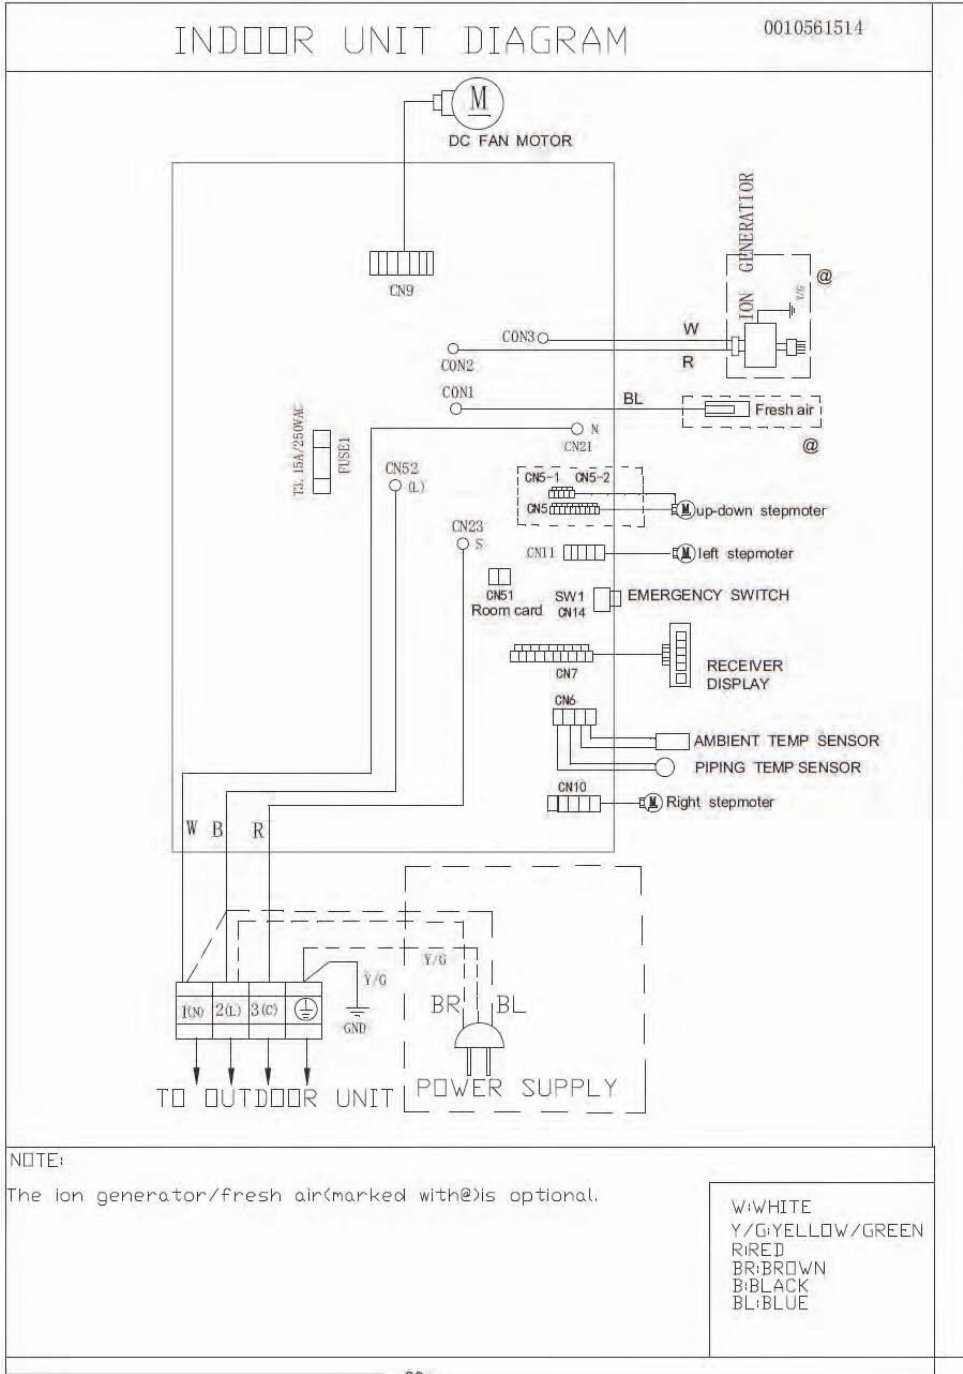 INDOOR UNIT DIAGRAM
0010561514
M
DC FAN MOTOR
CN9
ION GENERATIOR
@
Y/G
CON3
W
CON2
R
CON1
BL
Fresh air
@
N
CN21
T3.15A/250VAC
FUSE1
CN52
(L)
CN5-1 CN5-2
CN5
M up-down stepmoter
CN23
S
CN11
M left stepmoter
CN51
Room card
SW1
CN14
EMERGENCY SWITCH
CN7
RECEIVER
DISPLAY
CN6
AMBIENT TEMP SENSOR
PIPING TEMP SENSOR
CN10
M Right stepmoter
W B R
Y/G
Y/G
1(N) 2(L) 3(C)
GND
BR BL
TO OUTDOOR UNIT
POWER SUPPLY
NOTE:
The ion generator/fresh air(marked with@)is optional.
W:WHITE
Y/G:YELLOW/GREEN
R:RED
BR:BROWN
B:BLACK
BL:BLUE